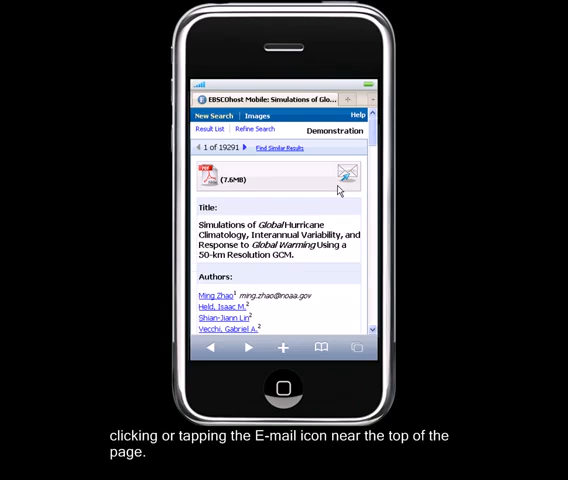 EBSCOhost Mobile: Simulations of Glo...
New Search | Images Help
Result List | Refine Search Demonstration
1 of 19291 Find Similar Results
PDF (7.6MB)
Title:
Simulations of Global Hurricane
Climatology, Interannual Variability, and
Response to Global Warming Using a
50-km Resolution GCM.
Authors:
Ming Zhao1 ming.zhao@noaa.gov
Held, Isaac M.2
Shian-Jiann Lin2
Vecchi, Gabriel A.2
clicking or tapping the E-mail icon near the top of the
page.